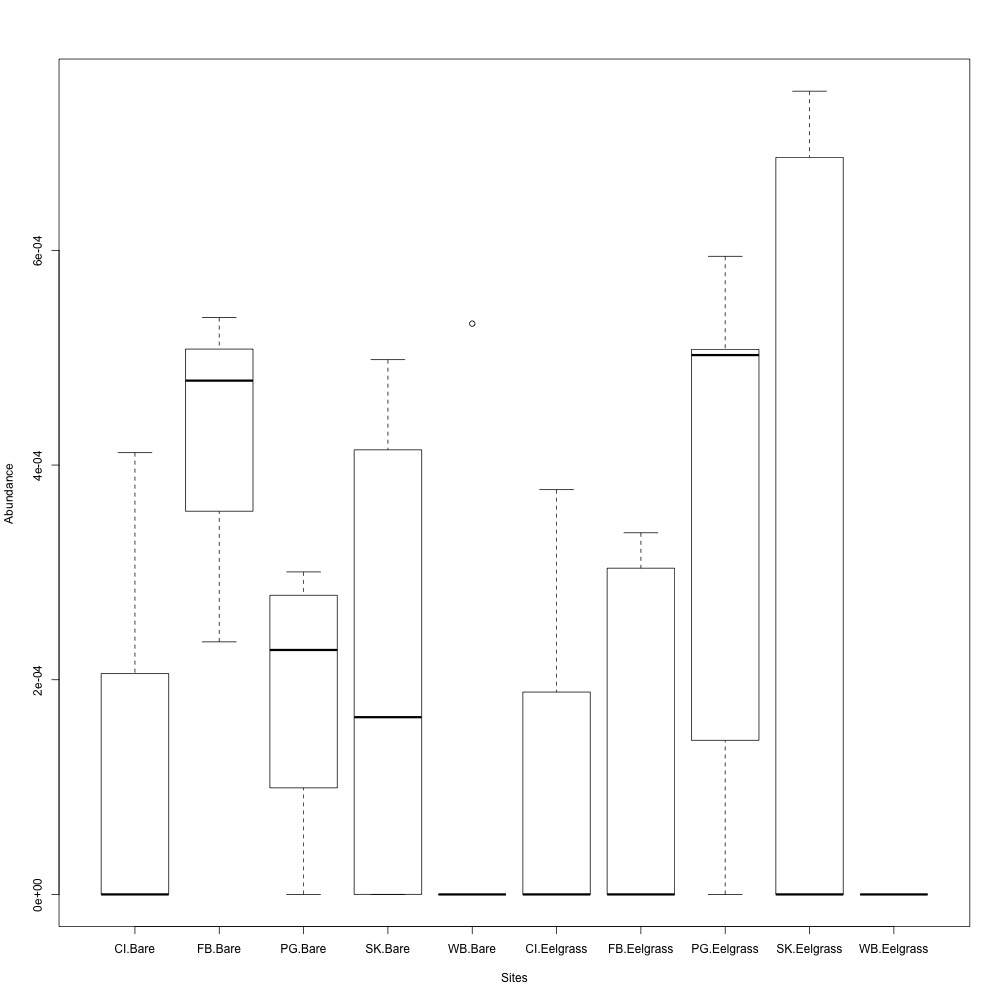 Abundance
6e-04
4e-04
2e-04
0e+00
CI.Bare FB.Bare PG.Bare SK.Bare WB.Bare CI.Eelgrass FB.Eelgrass PG.Eelgrass SK.Eelgrass WB.Eelgrass
Sites